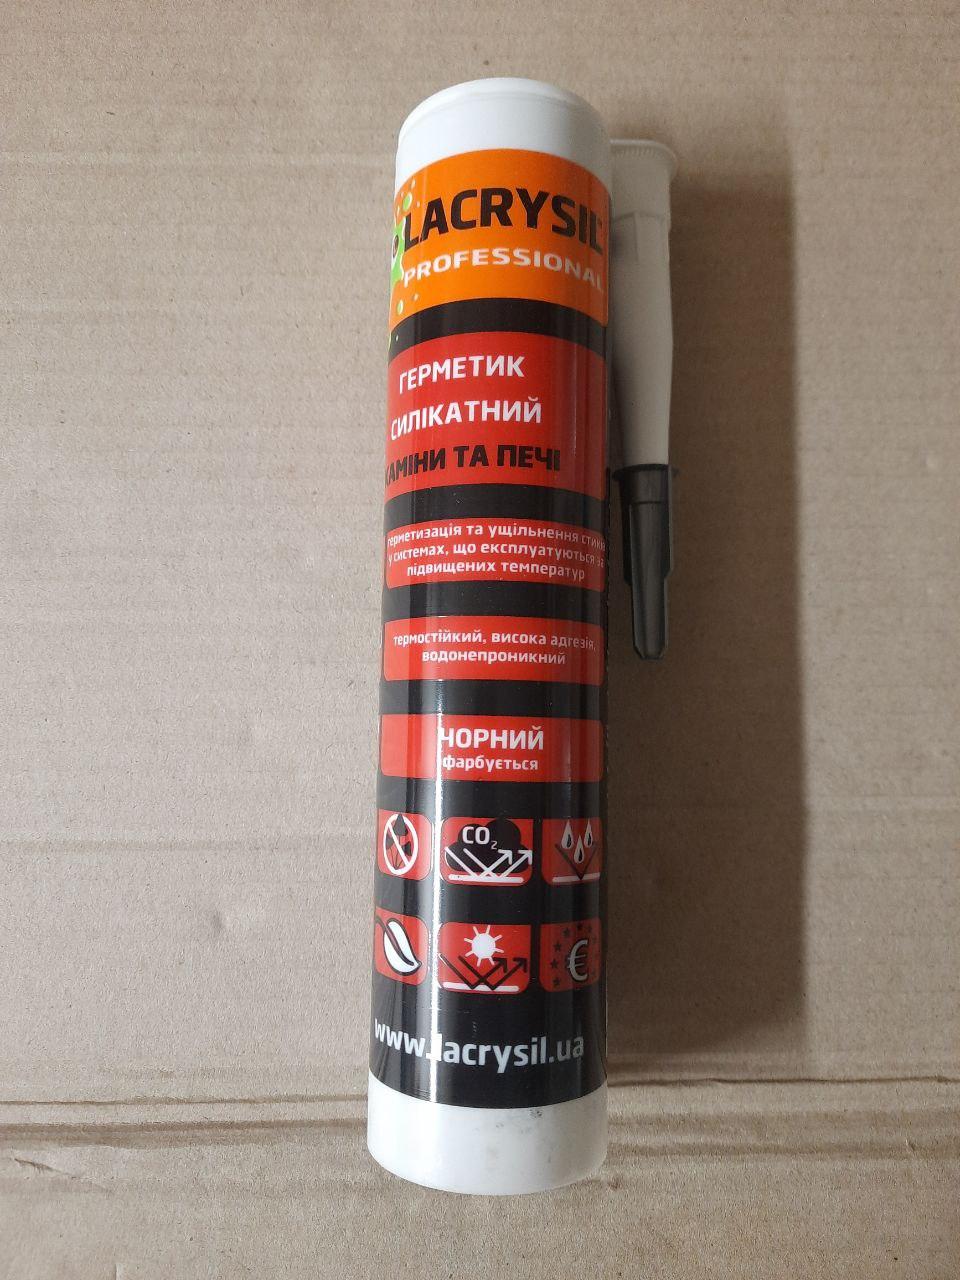 LACRYSIL
PROFESSIONAL
ГЕРМЕТИК
СИЛІКАТНИЙ
КАМІНИ ТА ПЕЧІ
герметизація та ущільнення стиків
у системах, що експлуатуються за
підвищених температур
термостійкий, висока адгезія,
водонепроникний
ЧОРНИЙ
фарбується
CO2
€
www.lacrysil.ua